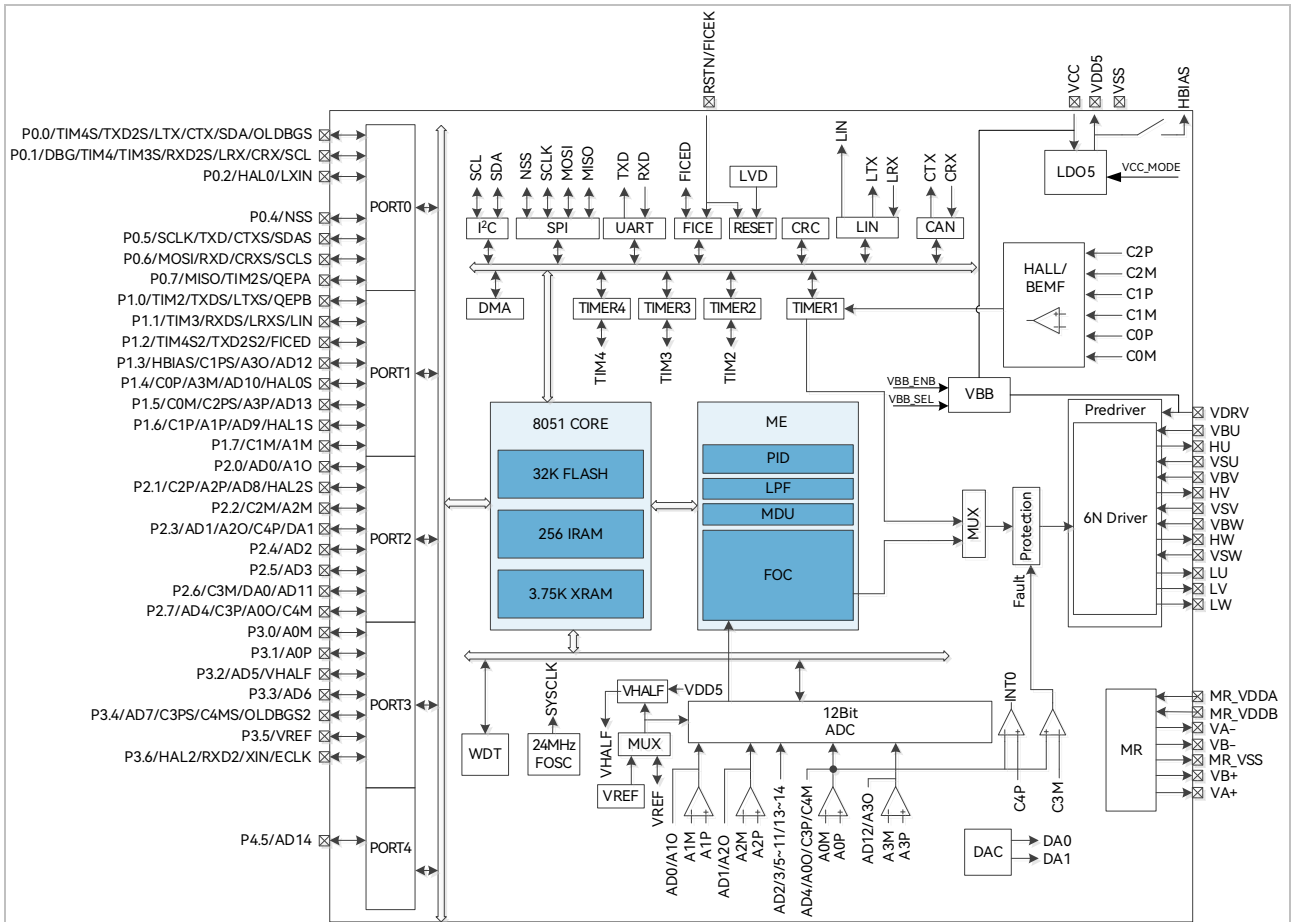 RSTN/FICEK
VCC
VDD5
VSS
HBIAS
P0.0/TIM4S/TXD2S/LTX/CTX/SDA/OLDBGS
P0.1/DBG/TIM4/TIM3S/RXD2S/LRX/CRX/SCL
P0.2/HAL0/LXIN
P0.4/NSS
P0.5/SCLK/TXD/CTXS/SDAS
P0.6/MOSI/RXD/CRXS/SCLS
P0.7/MISO/TIM2S/QEPA
P1.0/TIM2/TXDS/LTXS/QEPB
P1.1/TIM3/RXDS/LRXS/LIN
P1.2/TIM4S2/TXD2S2/FICED
P1.3/HBIAS/C1PS/A3O/AD12
P1.4/C0P/A3M/AD10/HAL0S
P1.5/C0M/C2PS/A3P/AD13
P1.6/C1P/A1P/AD9/HAL1S
P1.7/C1M/A1M
P2.0/AD0/A1O
P2.1/C2P/A2P/AD8/HAL2S
P2.2/C2M/A2M
P2.3/AD1/A2O/C4P/DA1
P2.4/AD2
P2.5/AD3
P2.6/C3M/DA0/AD11
P2.7/AD4/C3P/A0O/C4M
P3.0/A0M
P3.1/A0P
P3.2/AD5/VHALF
P3.3/AD6
P3.4/AD7/C3PS/C4MS/OLDBGS2
P3.5/VREF
P3.6/HAL2/RXD2/XIN/ECLK
P4.5/AD14
PORT0
PORT1
PORT2
PORT3
PORT4
SCL
SDA
NSS
SCLK
MOSI
MISO
TXD
RXD
FICED
LVD
LIN
LTX
LRX
CTX
CRX
I²C
SPI
UART
FICE
RESET
CRC
LIN
CAN
LDO5
VCC_MODE
DMA
TIMER4
TIMER3
TIMER2
TIMER1
TIM4
TIM3
TIM2
HALL/
BEMF
C2P
C2M
C1P
C1M
C0P
C0M
VBB_ENB
VBB_SEL
VBB
8051 CORE
32K FLASH
256 IRAM
3.75K XRAM
ME
PID
LPF
MDU
FOC
MUX
Protection
Fault
Predriver
6N Driver
VDRV
VBU
HU
VSU
VBV
HV
VSV
VBW
HW
VSW
LU
LV
LW
WDT
SYSCLK
24MHz
FOSC
VHALF
VDD5
VHALF
MUX
VREF
VREF
12Bit
ADC
AD0/A1O
A1M
A1P
AD1/A2O
A2M
A2P
AD2/3/5~11/13~14
AD4/A0O/C3P/C4M
A0M
A0P
AD12/A3O
A3M
A3P
INT0
C4P
C3M
DAC
DA0
DA1
MR
MR_VDDA
MR_VDDB
VA−
VB−
MR_VSS
VB+
VA+